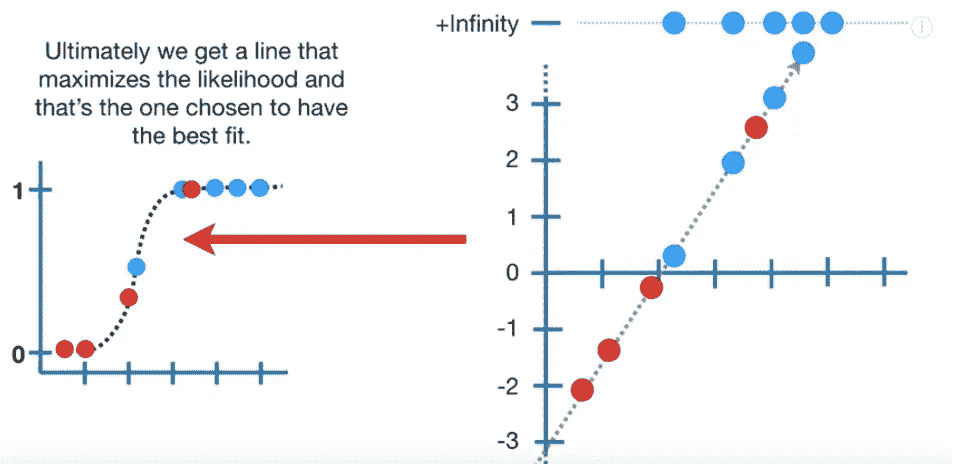 Ultimately we get a line that
maximizes the likelihood and
that's the one chosen to have
the best fit.
1
0
+Infinity
3
2
1
0
-1
-2
-3
i